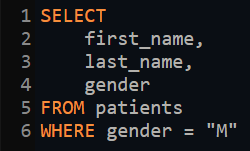 1 SELECT
2     first_name,
3     last_name,
4     gender
5 FROM patients
6 WHERE gender = "M"